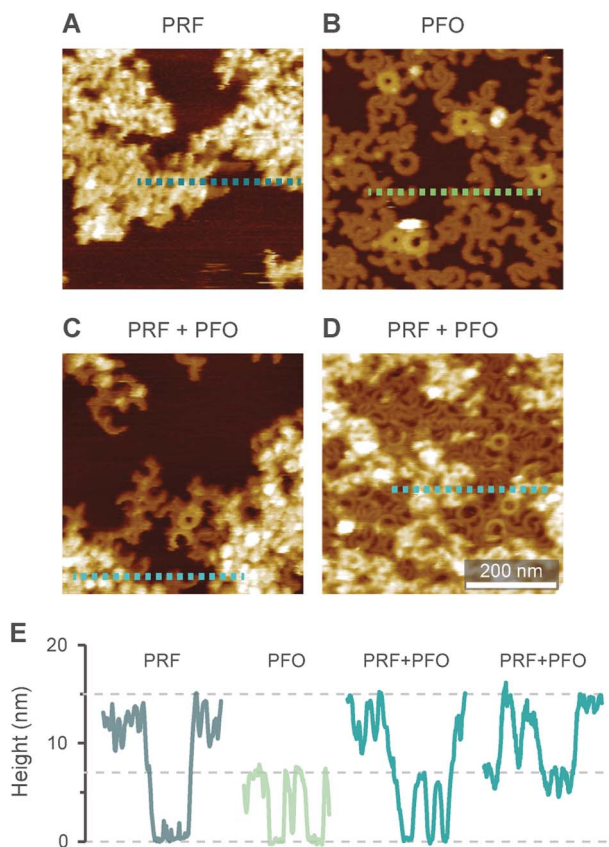 A PRF B PFO
C PRF + PFO D PRF + PFO
200 nm
E
20
PRF PFO PRF+PFO PRF+PFO
Height (nm)
10
0